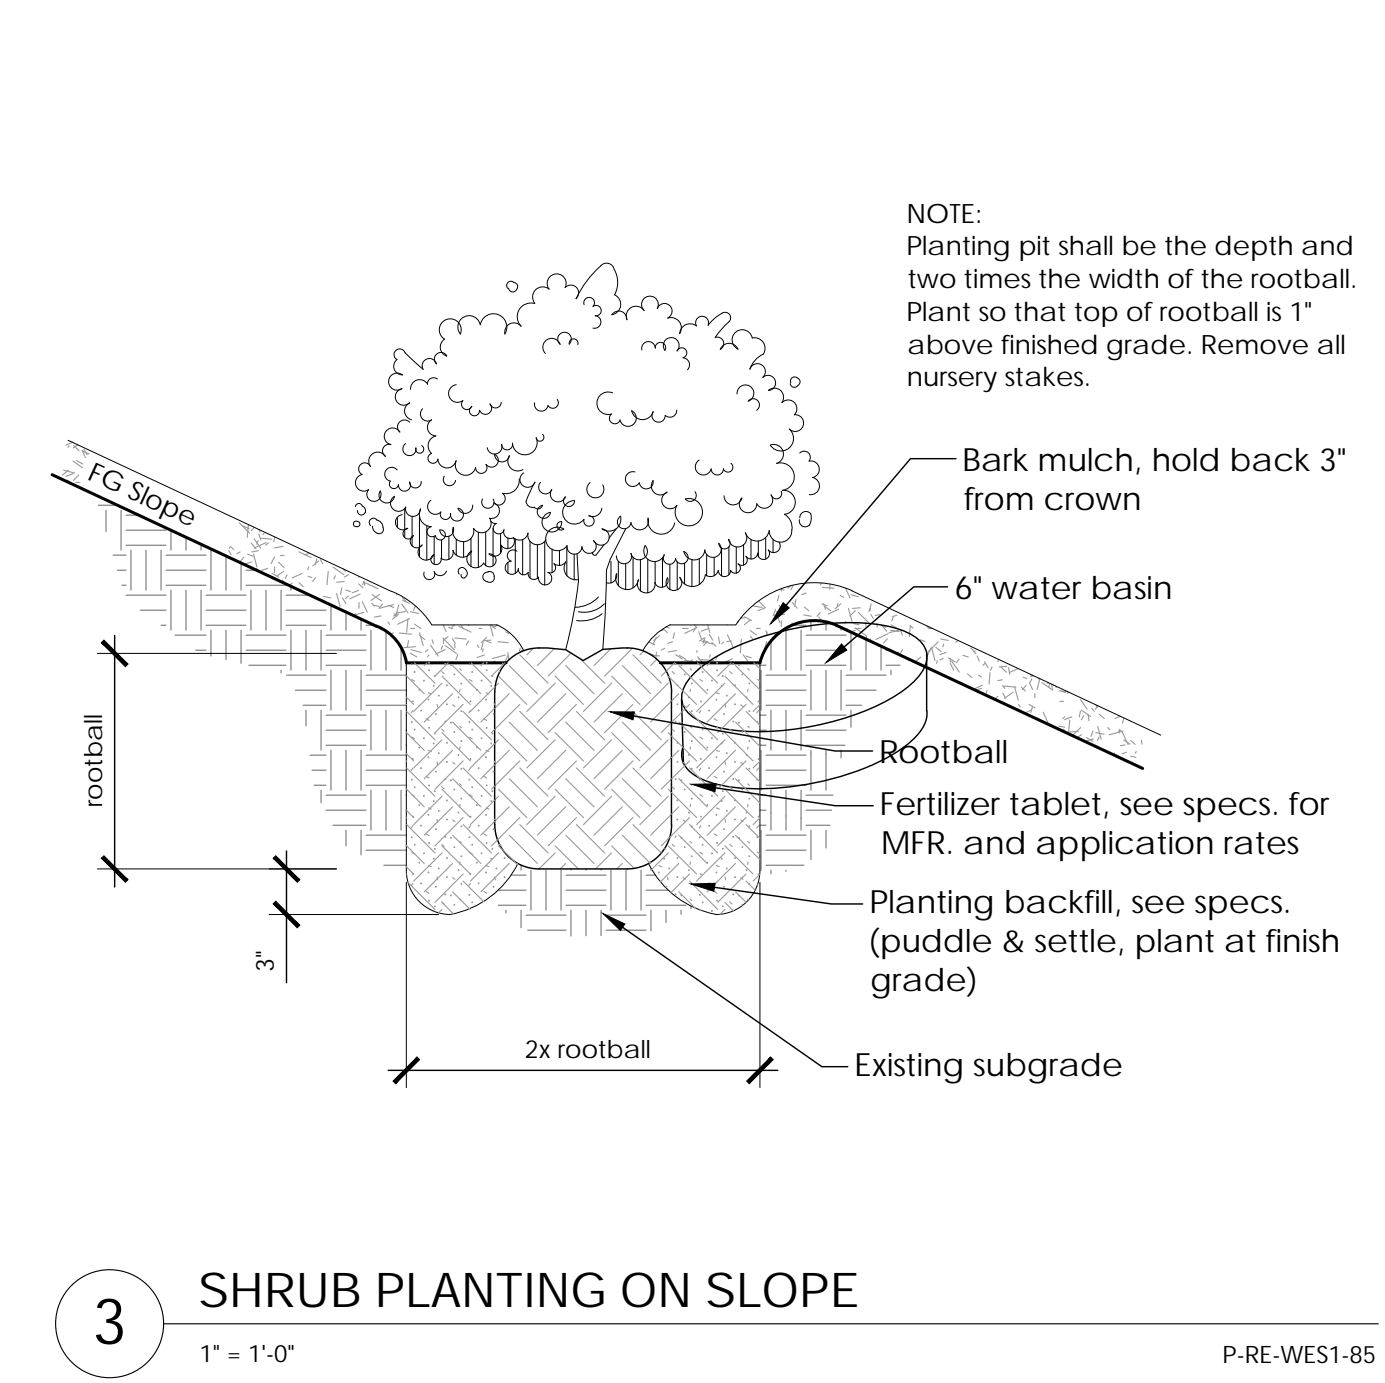 NOTE:
Planting pit shall be the depth and
two times the width of the rootball.
Plant so that top of rootball is 1"
above finished grade. Remove all
nursery stakes.
Bark mulch, hold back 3"
from crown
FG Slope
6" water basin
rootball
Rootball
Fertilizer tablet, see specs. for
MFR. and application rates
Planting backfill, see specs.
(puddle & settle, plant at finish
grade)
3"
2x rootball
Existing subgrade
3
SHRUB PLANTING ON SLOPE
1" = 1'-0"
P-RE-WES1-85